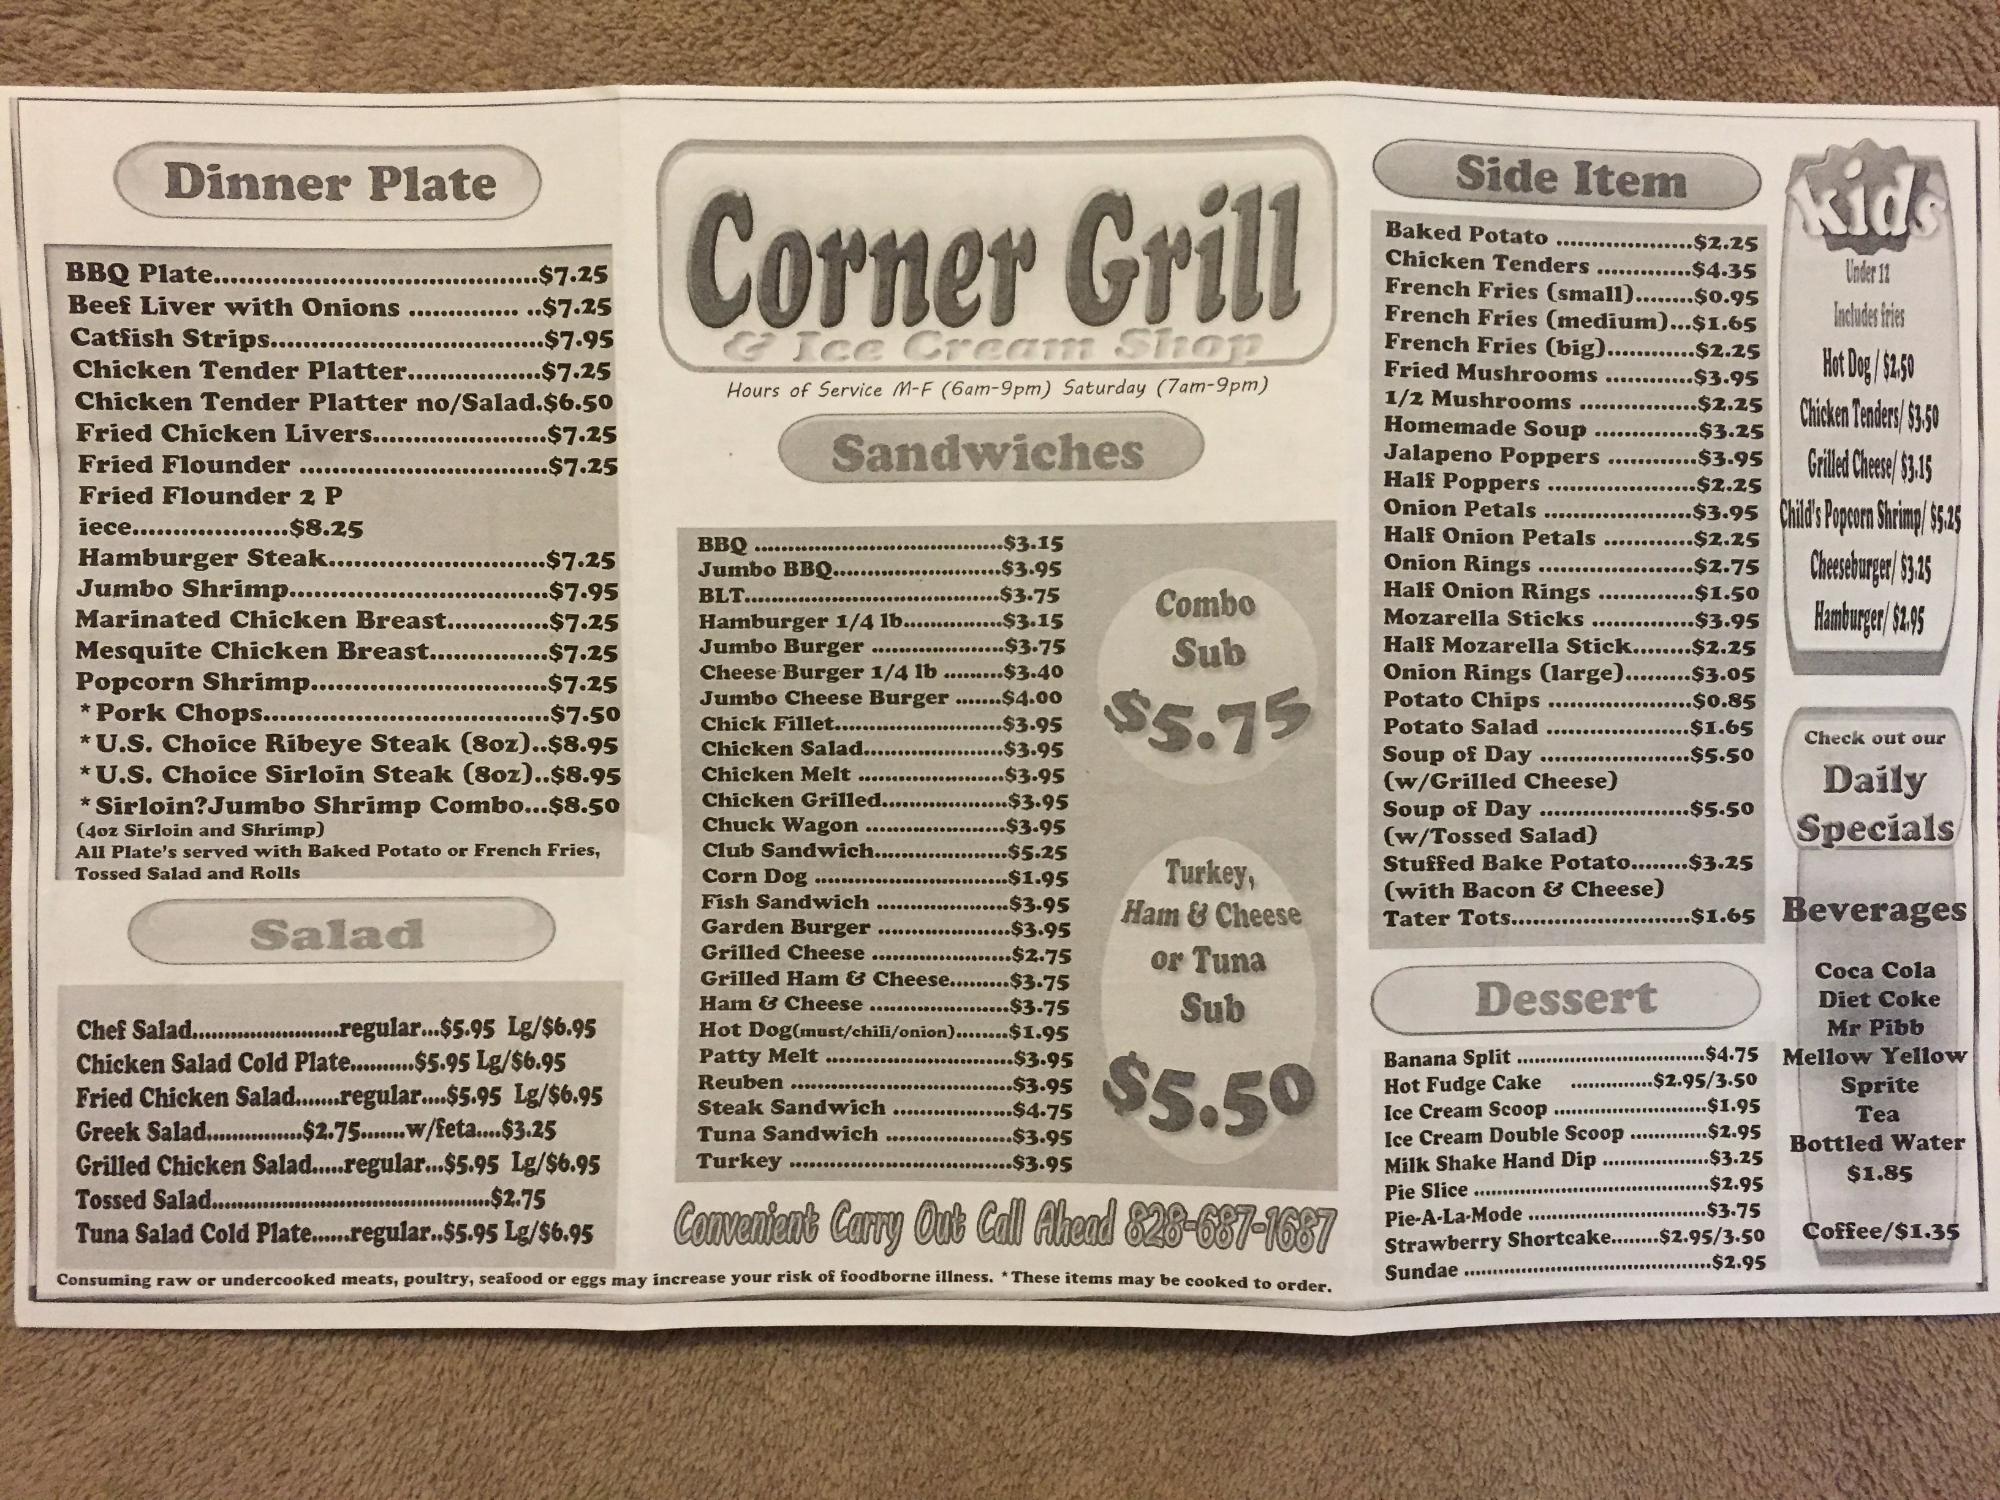 Dinner Plate
BBQ Plate......................................$7.25
Beef Liver with Onions .............. ..$7.25
Catfish Strips................................$7.95
Chicken Tender Platter................$7.25
Chicken Tender Platter no/Salad.$6.50
Fried Chicken Livers.....................$7.25
Fried Flounder ..............................$7.25
Fried Flounder 2 P
iece...................$8.25
Hamburger Steak..........................$7.25
Jumbo Shrimp...............................$7.95
Marinated Chicken Breast............$7.25
Mesquite Chicken Breast..............$7.25
Popcorn Shrimp............................$7.25
*Pork Chops..................................$7.50
*U.S. Choice Ribeye Steak (8oz)..$8.95
*U.S. Choice Sirloin Steak (8oz)..$8.95
*Sirloin?Jumbo Shrimp Combo...$8.50
(4oz Sirloin and Shrimp)
All Plate's served with Baked Potato or French Fries,
Tossed Salad and Rolls
Salad
Chef Salad........................regular...$5.95 Lg/$6.95
Chicken Salad Cold Plate..........$5.95 Lg/$6.95
Fried Chicken Salad.......regular....$5.95 Lg/$6.95
Greek Salad...............$2.75.......w/feta....$3.25
Grilled Chicken Salad.....regular...$5.95 Lg/$6.95
Tossed Salad.............................................$2.75
Tuna Salad Cold Plate......regular..$5.95 Lg/$6.95
Corner Grill
& Ice Cream Shop
Hours of Service M-F (6am-9pm) Saturday (7am-9pm)
Sandwiches
BBQ ...................................$3.15
Jumbo BBQ........................$3.95
BLT....................................$3.75
Hamburger 1/4 lb..............$3.15
Jumbo Burger ....................$3.75
Cheese Burger 1/4 lb .........$3.40
Jumbo Cheese Burger .......$4.00
Chick Fillet........................$3.95
Chicken Salad....................$3.95
Chicken Melt .....................$3.95
Chicken Grilled..................$3.95
Chuck Wagon ....................$3.95
Club Sandwich...................$5.25
Corn Dog ...........................$1.95
Fish Sandwich ...................$3.95
Garden Burger ...................$3.95
Grilled Cheese ....................$2.75
Grilled Ham & Cheese.........$3.75
Ham & Cheese ....................$3.75
Hot Dog(must/chili/onion)........$1.95
Patty Melt ...........................$3.95
Reuben ................................$3.95
Steak Sandwich .................$4.75
Tuna Sandwich ..................$3.95
Turkey ................................$3.95
Combo
Sub
$5.75
Turkey,
Ham & Cheese
or Tuna
Sub
$5.50
Convenient Carry Out Call Ahead 828-687-1687
Consuming raw or undercooked meats, poultry, seafood or eggs may increase your risk of foodborne illness. *These items may be cooked to order.
Side Item
Baked Potato ....................$2.25
Chicken Tenders ..............$4.35
French Fries (small)........$0.95
French Fries (medium)...$1.65
French Fries (big).............$2.25
Fried Mushrooms .............$3.95
1/2 Mushrooms .................$2.25
Homemade Soup ...............$3.25
Jalapeno Poppers .............$3.95
Half Poppers ......................$2.25
Onion Petals ......................$3.95
Half Onion Petals .............$2.25
Onion Rings ........................$2.75
Half Onion Rings ..............$1.50
Mozarella Sticks ...............$3.95
Half Mozarella Stick........$2.25
Onion Rings (large).........$3.05
Potato Chips .....................$0.85
Potato Salad .....................$1.65
Soup of Day ......................$5.50
(w/Grilled Cheese)
Soup of Day ......................$5.50
(w/Tossed Salad)
Stuffed Bake Potato........$3.25
(with Bacon & Cheese)
Tater Tots..........................$1.65
Dessert
Banana Split ................................$4.75
Hot Fudge Cake ..............$2.95/3.50
Ice Cream Scoop ..........................$1.95
Ice Cream Double Scoop .............$2.95
Milk Shake Hand Dip ..................$3.25
Pie Slice ........................................$2.95
Pie-A-La-Mode ..............................$3.75
Strawberry Shortcake........$2.95/3.50
Sundae ...........................................$2.95
Kids
Under 12
Includes fries
Hot Dog / $2.50
Chicken Tenders/ $3.50
Grilled Cheese/ $3.15
Child's Popcorn Shrimp/ $5.25
Cheeseburger/ $3.25
Hamburger/ $2.95
Check out our
Daily
Specials
Beverages
Coca Cola
Diet Coke
Mr Pibb
Mellow Yellow
Sprite
Tea
Bottled Water
$1.85
Coffee/$1.35